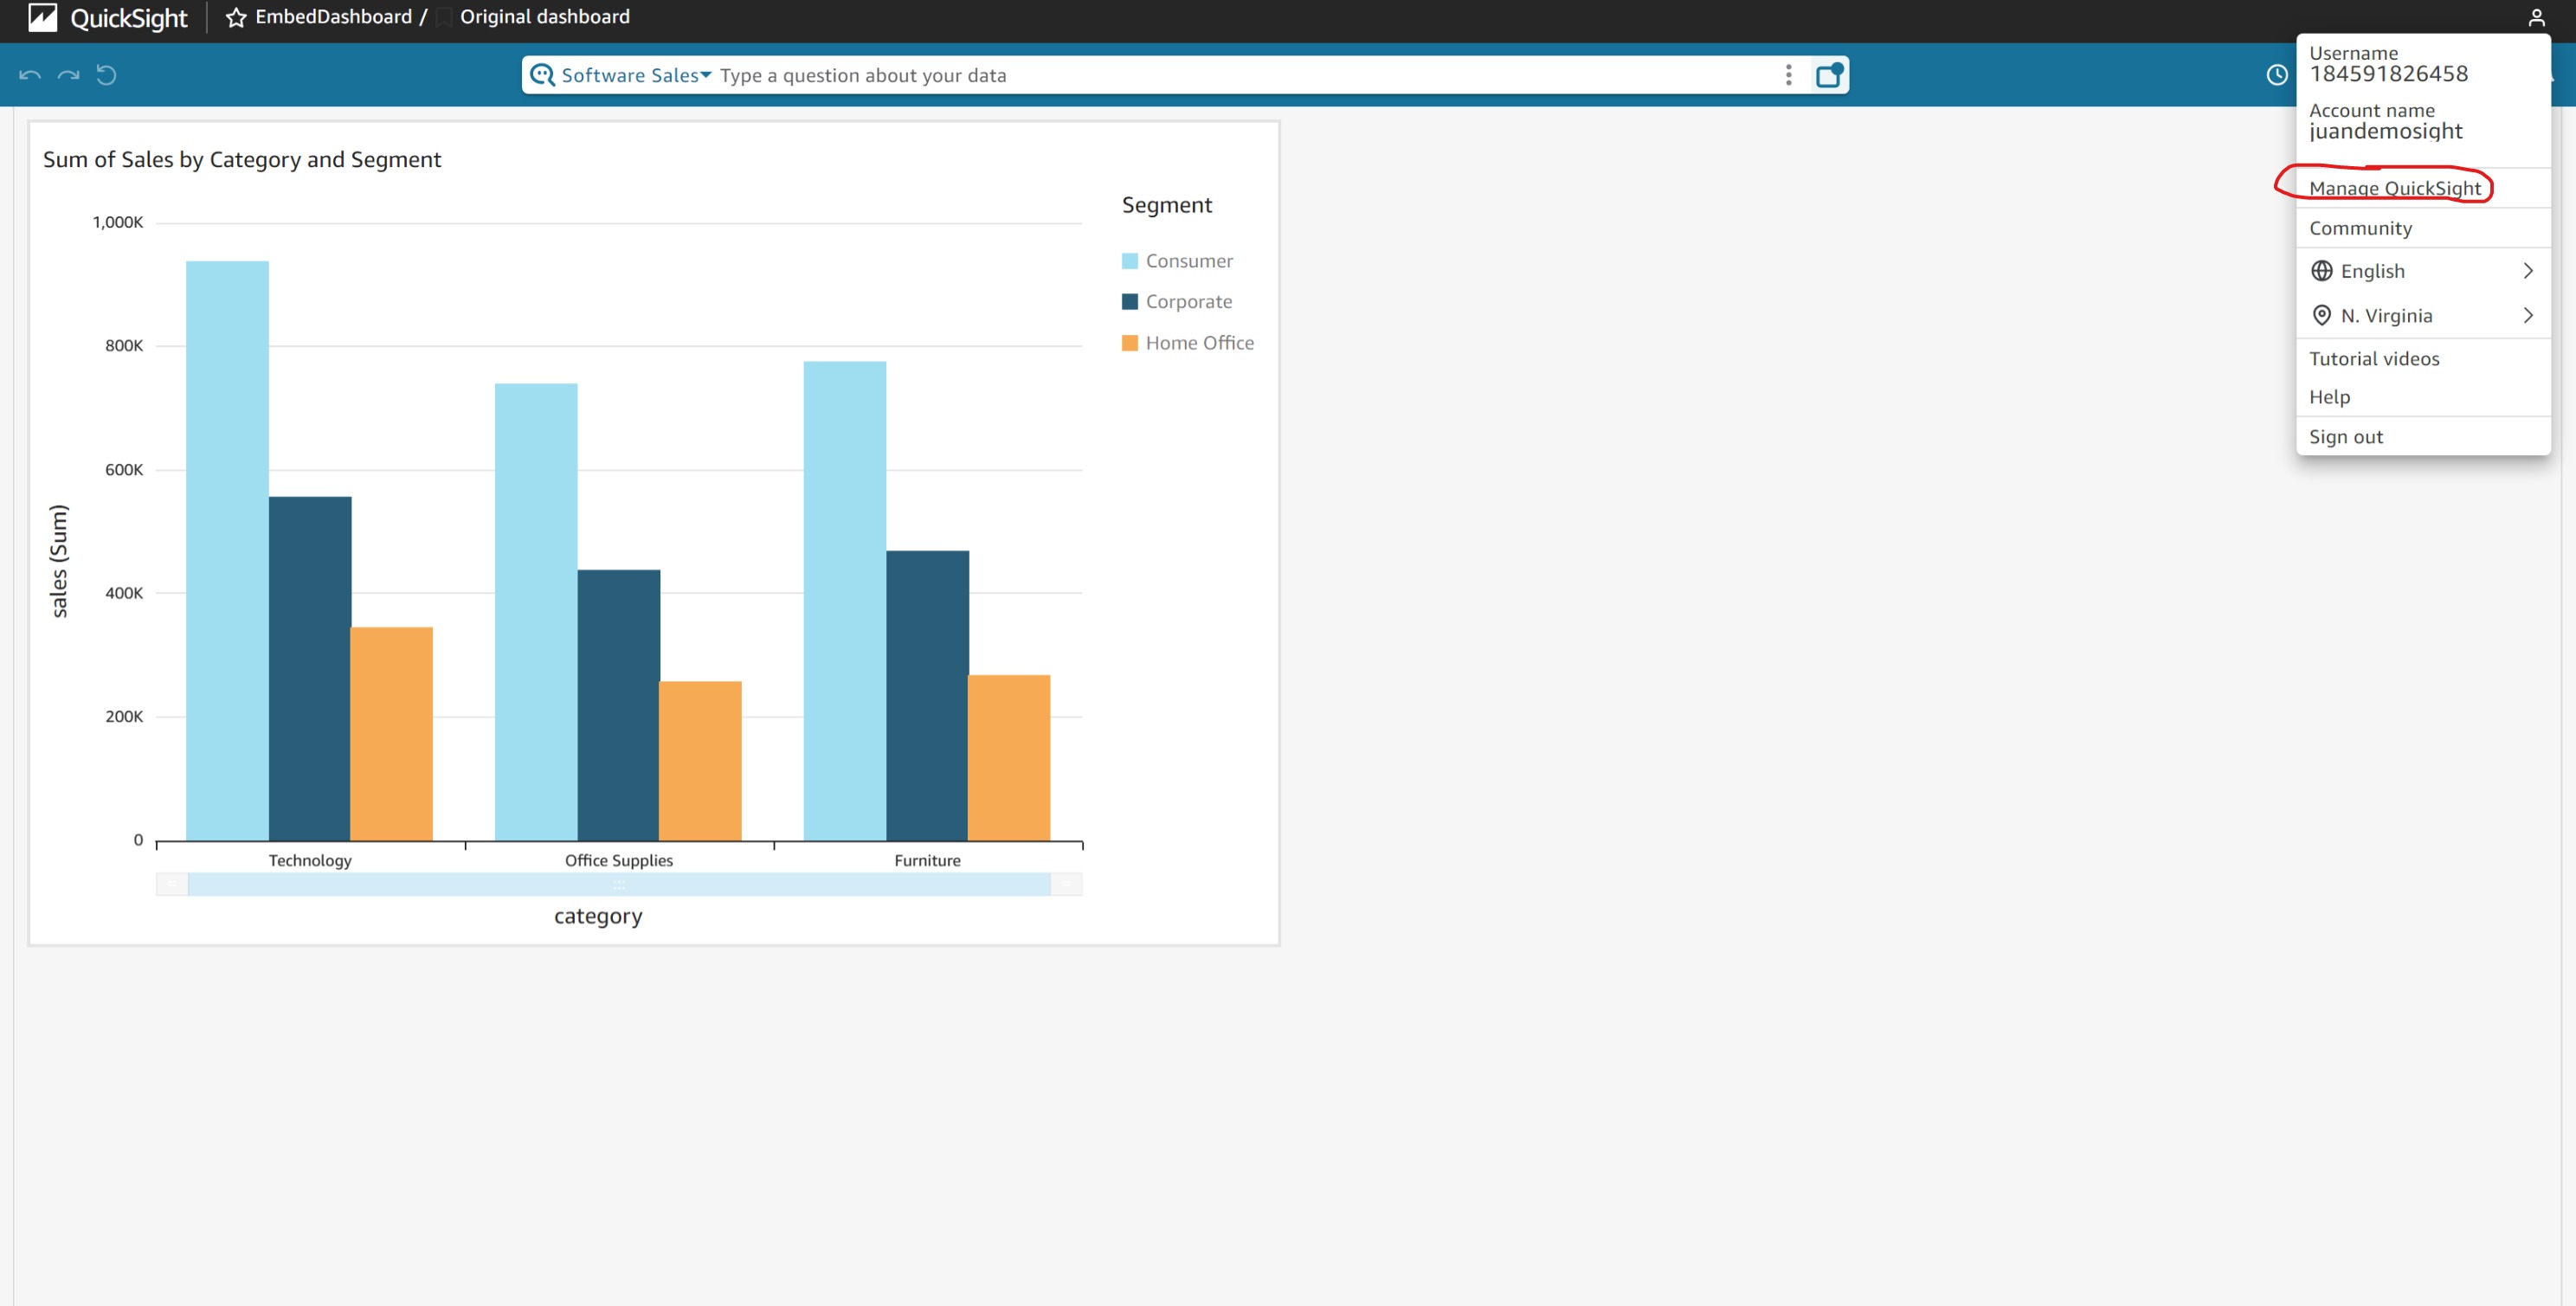 QuickSight
EmbedDashboard / Original dashboard
Software Sales Type a question about your data
Username
184591826458
Account name
juandemosight
Manage QuickSight
Community
English
N. Virginia
Tutorial videos
Help
Sign out
Sum of Sales by Category and Segment
Segment
Consumer
Corporate
Home Office
1,000K
800K
600K
400K
200K
0
sales (Sum)
Technology
Office Supplies
Furniture
category